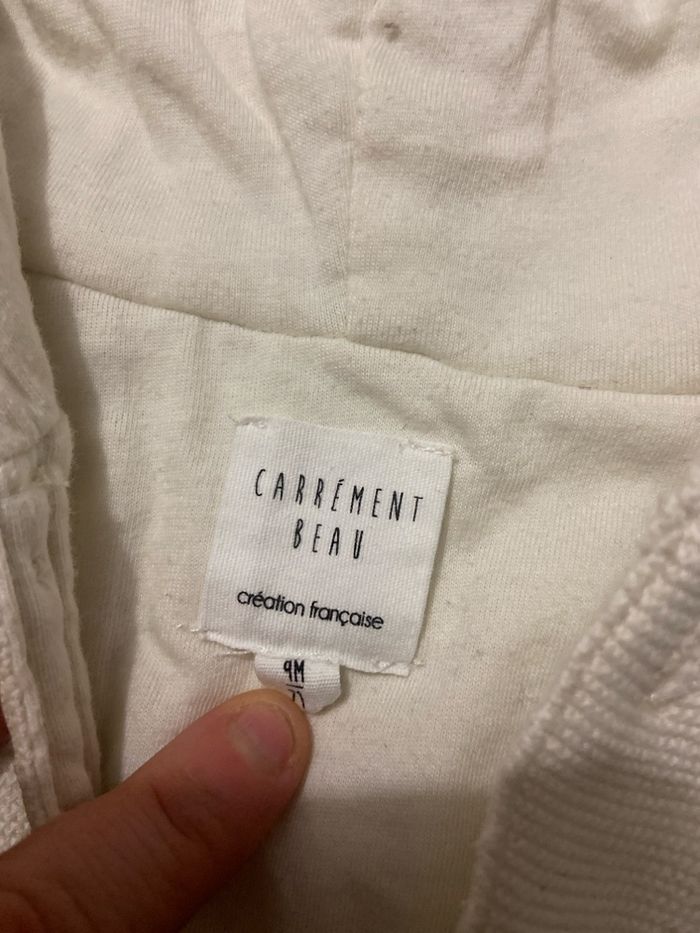 CARRÉMENT
BEAU
création française
9M